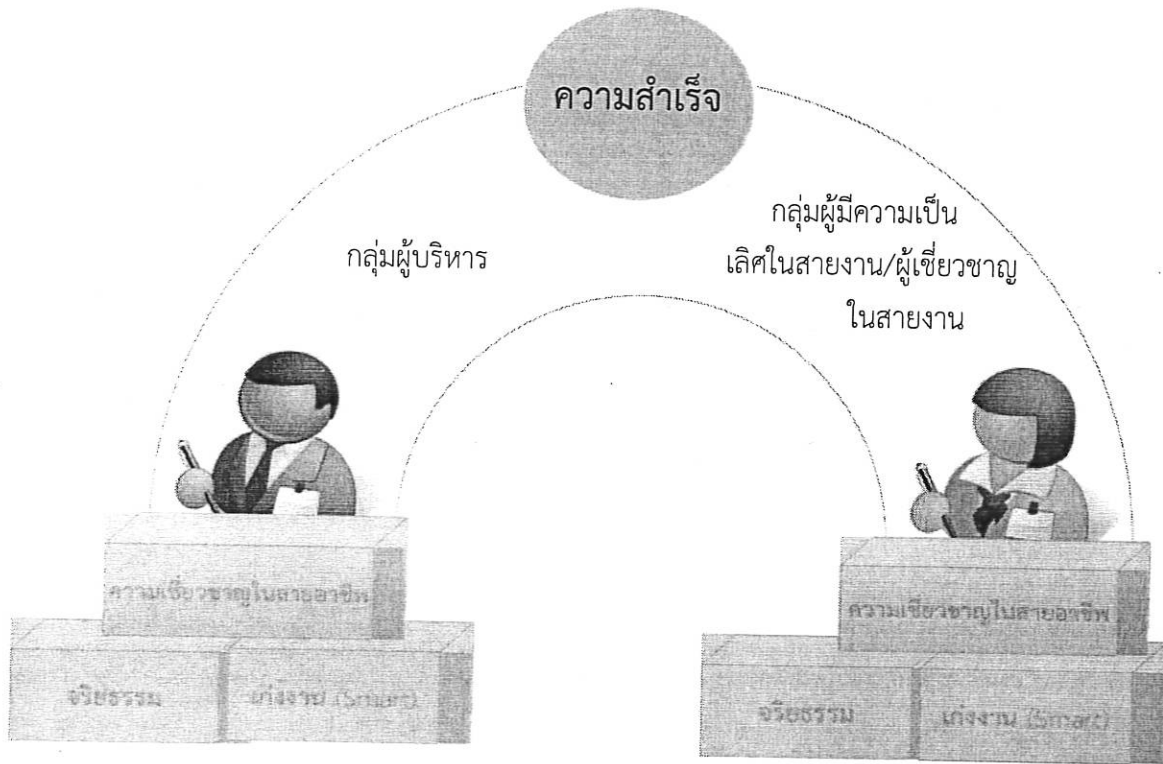 ความสำเร็จ
กลุ่มผู้บริหาร
กลุ่มผู้มีความเป็น
เลิศในสายงาน/ผู้เชี่ยวชาญ
ในสายงาน
ความเชี่ยวชาญในสายอาชีพ
จริยธรรม
เก่งงาน (Smart)
ความเชี่ยวชาญในสายอาชีพ
จริยธรรม
เก่งงาน (Smart)